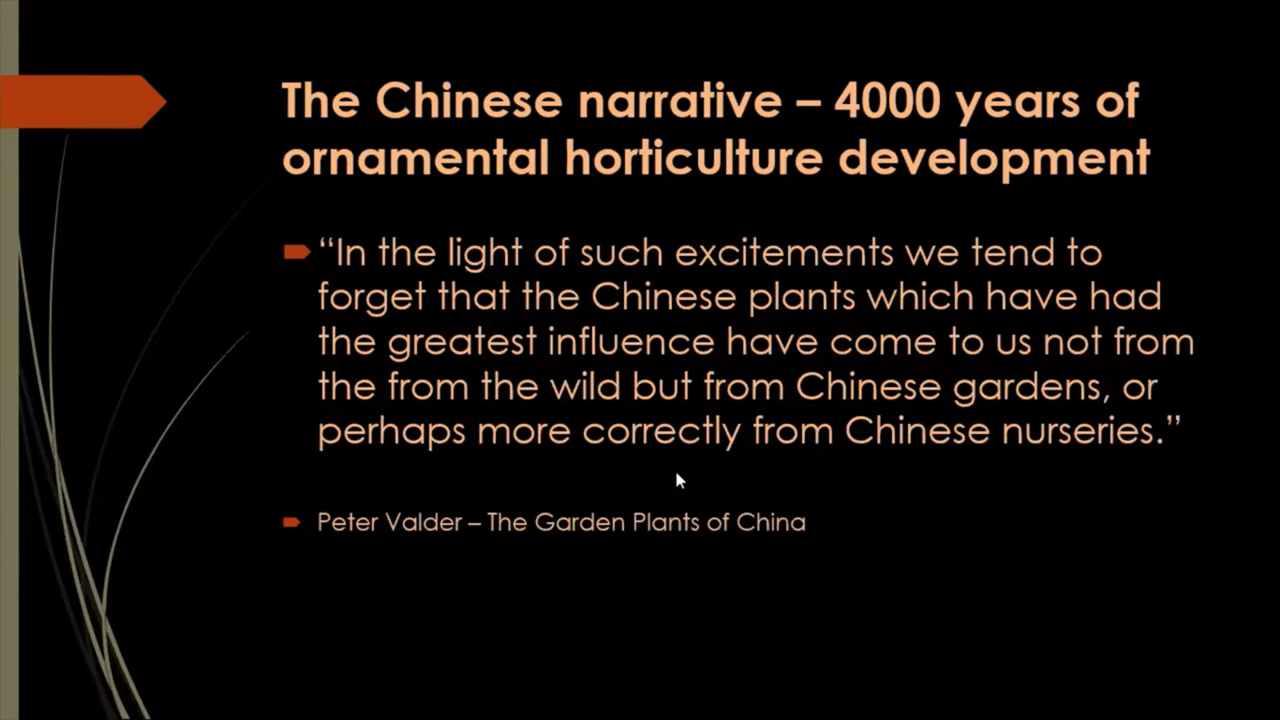 The Chinese narrative – 4000 years of
ornamental horticulture development
“In the light of such excitements we tend to
forget that the Chinese plants which have had
the greatest influence have come to us not from
the from the wild but from Chinese gardens, or
perhaps more correctly from Chinese nurseries.”
Peter Valder – The Garden Plants of China